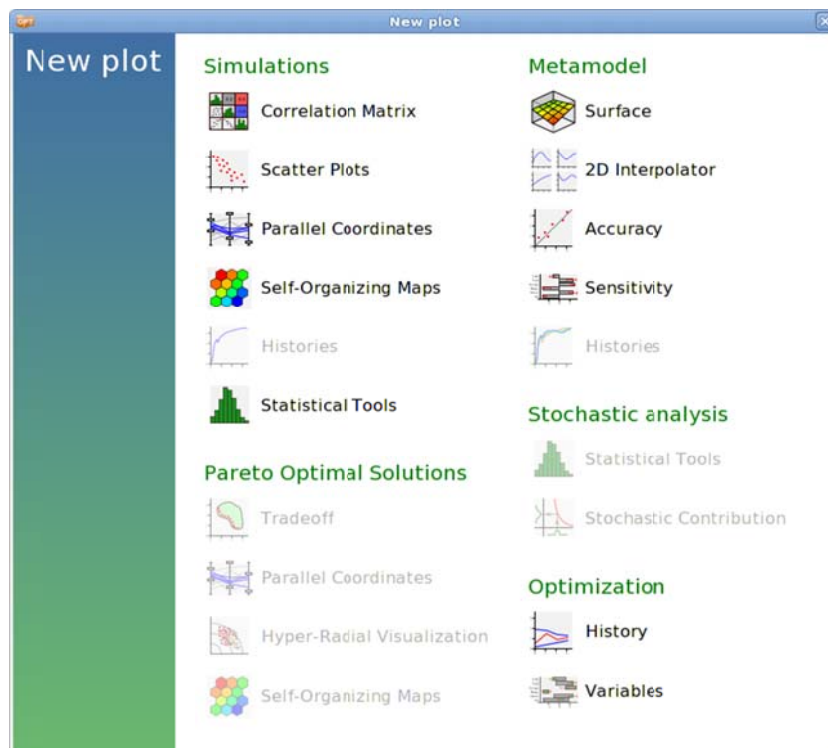 New plot
New plot
Simulations
Correlation Matrix
Scatter Plots
Parallel Coordinates
Self-Organizing Maps
Histories
Statistical Tools
Pareto Optimal Solutions
Tradeoff
Parallel Coordinates
Hyper-Radial Visualization
Self-Organizing Maps
Metamodel
Surface
2D Interpolator
Accuracy
Sensitivity
Histories
Stochastic analysis
Statistical Tools
Stochastic Contribution
Optimization
History
Variables